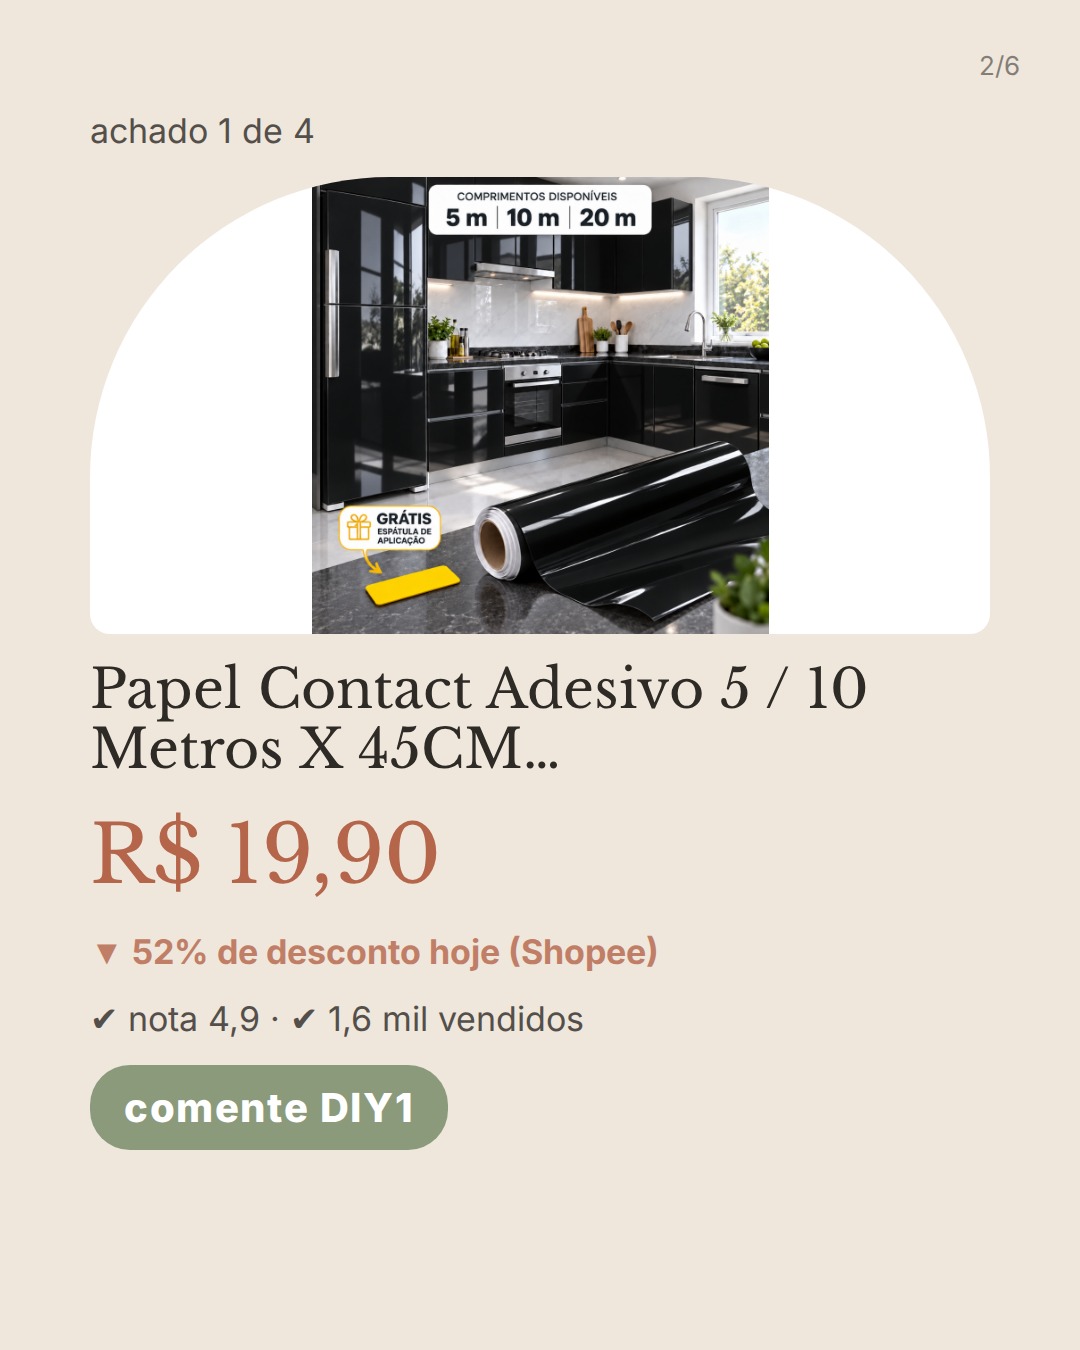 2/6
achado 1 de 4
COMPRIMENTOS DISPONÍVEIS
5 m | 10 m | 20 m
GRÁTIS
ESPÁTULA DE
APLICAÇÃO
Papel Contact Adesivo 5 / 10
Metros X 45CM...
R$ 19,90
▼ 52% de desconto hoje (Shopee)
✔ nota 4,9 · ✔ 1,6 mil vendidos
comente DIY1